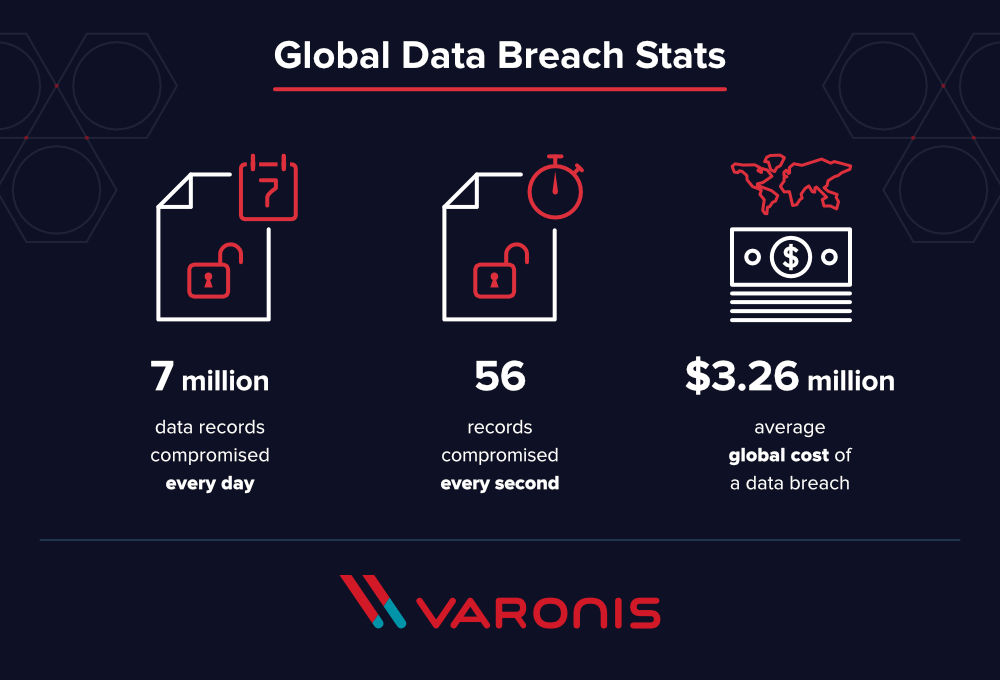 Global Data Breach Stats
7
$
7 million
data records
compromised
every day
56
records
compromised
every second
$3.26 million
average
global cost of
a data breach
VARONIS